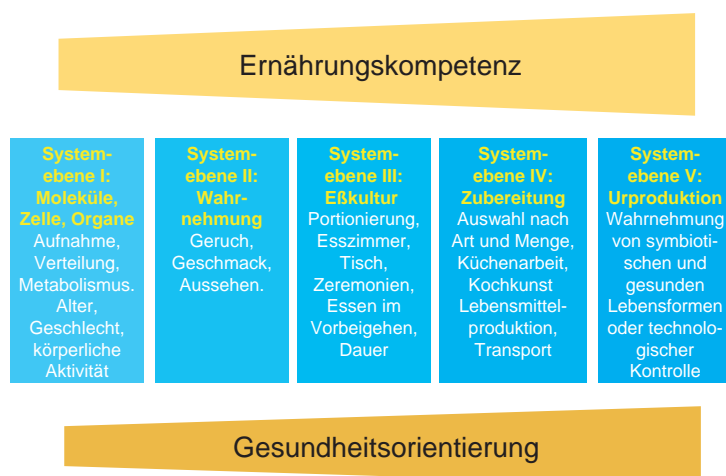 Ernährungskompetenz
System-
ebene I:
Moleküle,
Zelle, Organe
Aufnahme,
Verteilung,
Metabolismus.
Alter,
Geschlecht,
körperliche
Aktivität
System-
ebene II:
Wahr-
nehmung
Geruch,
Geschmack,
Aussehen.
System-
ebene III:
Eßkultur
Portionierung,
Esszimmer,
Tisch,
Zeremonien,
Essen im
Vorbeigehen,
Dauer
System-
ebene IV:
Zubereitung
Auswahl nach
Art und Menge,
Küchenarbeit,
Kochkunst
Lebensmittel-
produktion,
Transport
System-
ebene V:
Urproduktion
Wahrnehmung
von symbioti-
schen und
gesunden
Lebensformen
oder technolo-
gischer
Kontrolle
Gesundheitsorientierung